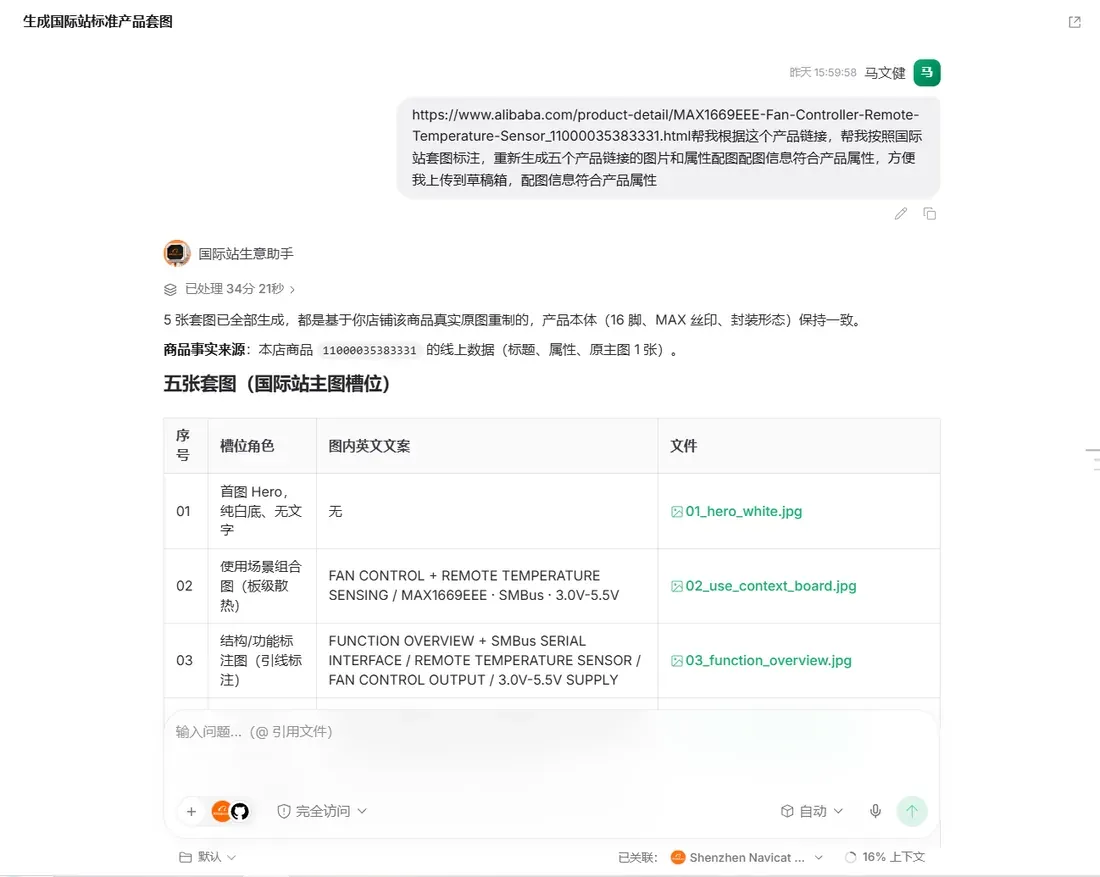 生成国际站标准产品套图
昨天 15:59:58 马文健 马
https://www.alibaba.com/product-detail/MAX1669EEE-Fan-Controller-Remote-
Temperature-Sensor_11000035383331.html帮我根据这个产品链接，帮我按照国际
站套图标注，重新生成五个产品链接的图片和属性配图配图信息符合产品属性，方便
我上传到草稿箱，配图信息符合产品属性
国际站生意助手
已处理 34分 21秒
5 张套图已全部生成，都是基于你店铺该商品真实原图重制的，产品本体（16 脚、MAX 丝印、封装形态）保持一致。
商品事实来源：本店商品 11000035383331 的线上数据（标题、属性、原主图 1 张）。
五张套图（国际站主图槽位）
序
号
槽位角色
图内英文文案
文件
01
首图 Hero，
纯白底、无文
字
无
01_hero_white.jpg
02
使用场景组合
图（板级散
热）
FAN CONTROL + REMOTE TEMPERATURE
SENSING / MAX1669EEE · SMBus · 3.0V-5.5V
02_use_context_board.jpg
03
结构/功能标
注图（引线标
注）
FUNCTION OVERVIEW + SMBus SERIAL
INTERFACE / REMOTE TEMPERATURE SENSOR /
FAN CONTROL OUTPUT / 3.0V-5.5V SUPPLY
03_function_overview.jpg
输入问题...（@ 引用文件）
完全访问
自动
默认
已关联： Shenzhen Navicat ...
16% 上下文